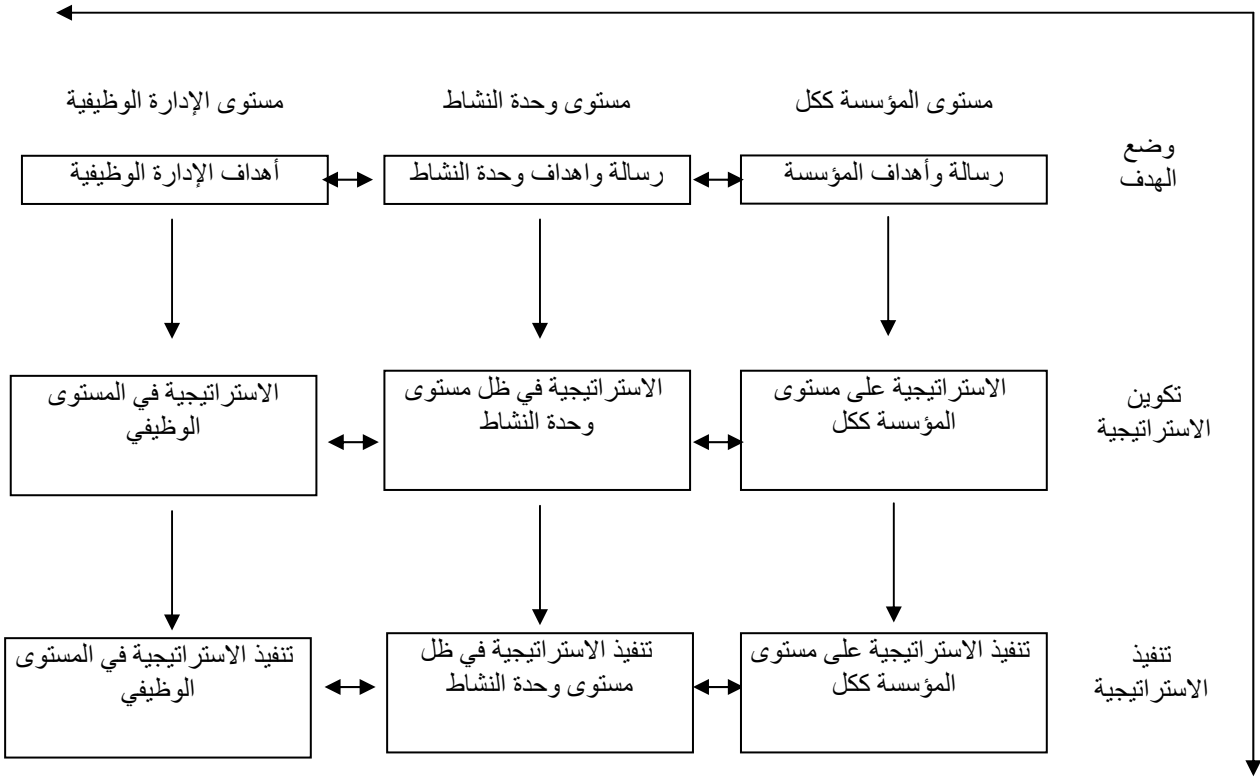 مستوى المؤسسة ككل
مستوى وحدة النشاط
مستوى الإدارة الوظيفية
وضع
الهدف
رسالة وأهداف المؤسسة
رسالة واهداف وحدة النشاط
أهداف الإدارة الوظيفية
تكوين
الاستراتيجية
الاستراتيجية على مستوى
المؤسسة ككل
الاستراتيجية في ظل مستوى
وحدة النشاط
الاستراتيجية في المستوى
الوظيفي
تنفيذ
الاستراتيجية
تنفيذ الاستراتيجية على مستوى
المؤسسة ككل
تنفيذ الاستراتيجية في ظل
مستوى وحدة النشاط
تنفيذ الاستراتيجية في المستوى
الوظيفي